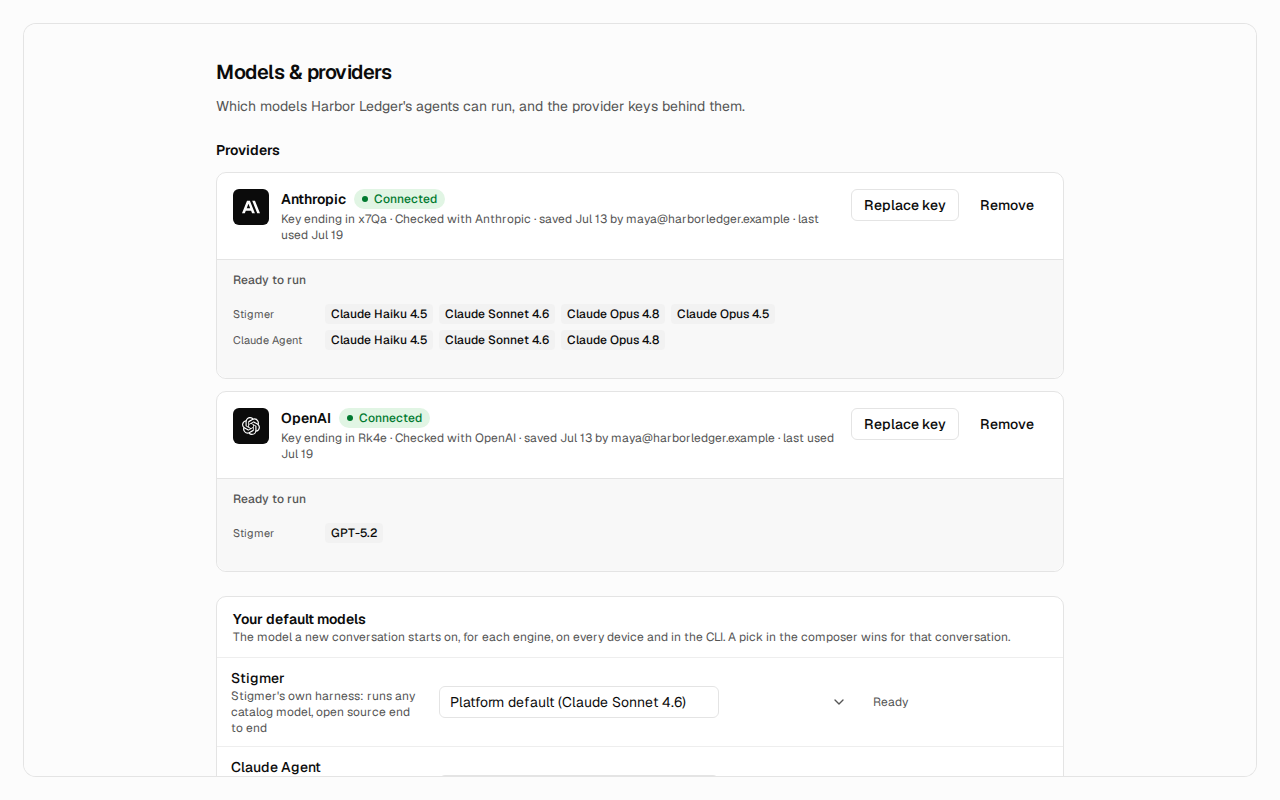 Models & providers
Which models Harbor Ledger's agents can run, and the provider keys behind them.
Providers
Anthropic Connected Replace key Remove
Key ending in x7Qa · Checked with Anthropic · saved Jul 13 by maya@harborledger.example · last
used Jul 19
Ready to run
Stigmer Claude Haiku 4.5 Claude Sonnet 4.6 Claude Opus 4.8 Claude Opus 4.5
Claude Agent Claude Haiku 4.5 Claude Sonnet 4.6 Claude Opus 4.8
OpenAI Connected Replace key Remove
Key ending in Rk4e · Checked with OpenAI · saved Jul 13 by maya@harborledger.example · last used
Jul 19
Ready to run
Stigmer GPT-5.2
Your default models
The model a new conversation starts on, for each engine, on every device and in the CLI. A pick in the composer wins for that conversation.
Stigmer
Stigmer's own harness: runs any
catalog model, open source end
to end
Platform default (Claude Sonnet 4.6) Ready
Claude Agent